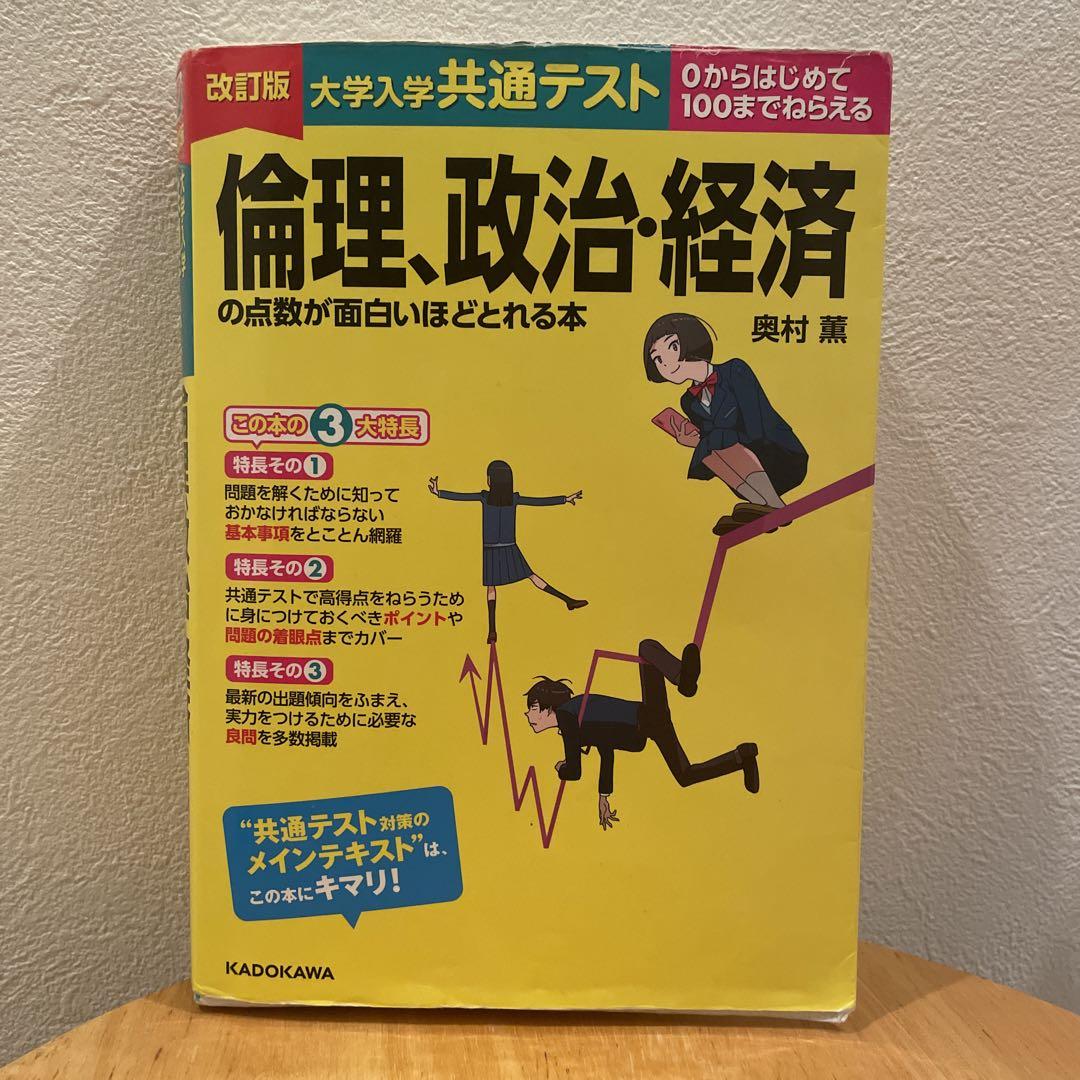 改訂版
大学入学共通テスト
0からはじめて
100までねらえる
倫理、政治・経済
の点数が面白いほどとれる本
奥村 薫
この本の3大特長
特長その1
問題を解くために知って
おかなければならない
基本事項をとことん網羅
特長その2
共通テストで高得点をねらうため
に身につけておくべきポイントや
問題の着眼点までカバー
特長その3
最新の出題傾向をふまえ、
実力をつけるために必要な
良問を多数掲載
“共通テスト対策の
メインテキスト”は、
この本にキマリ!
KADOKAWA